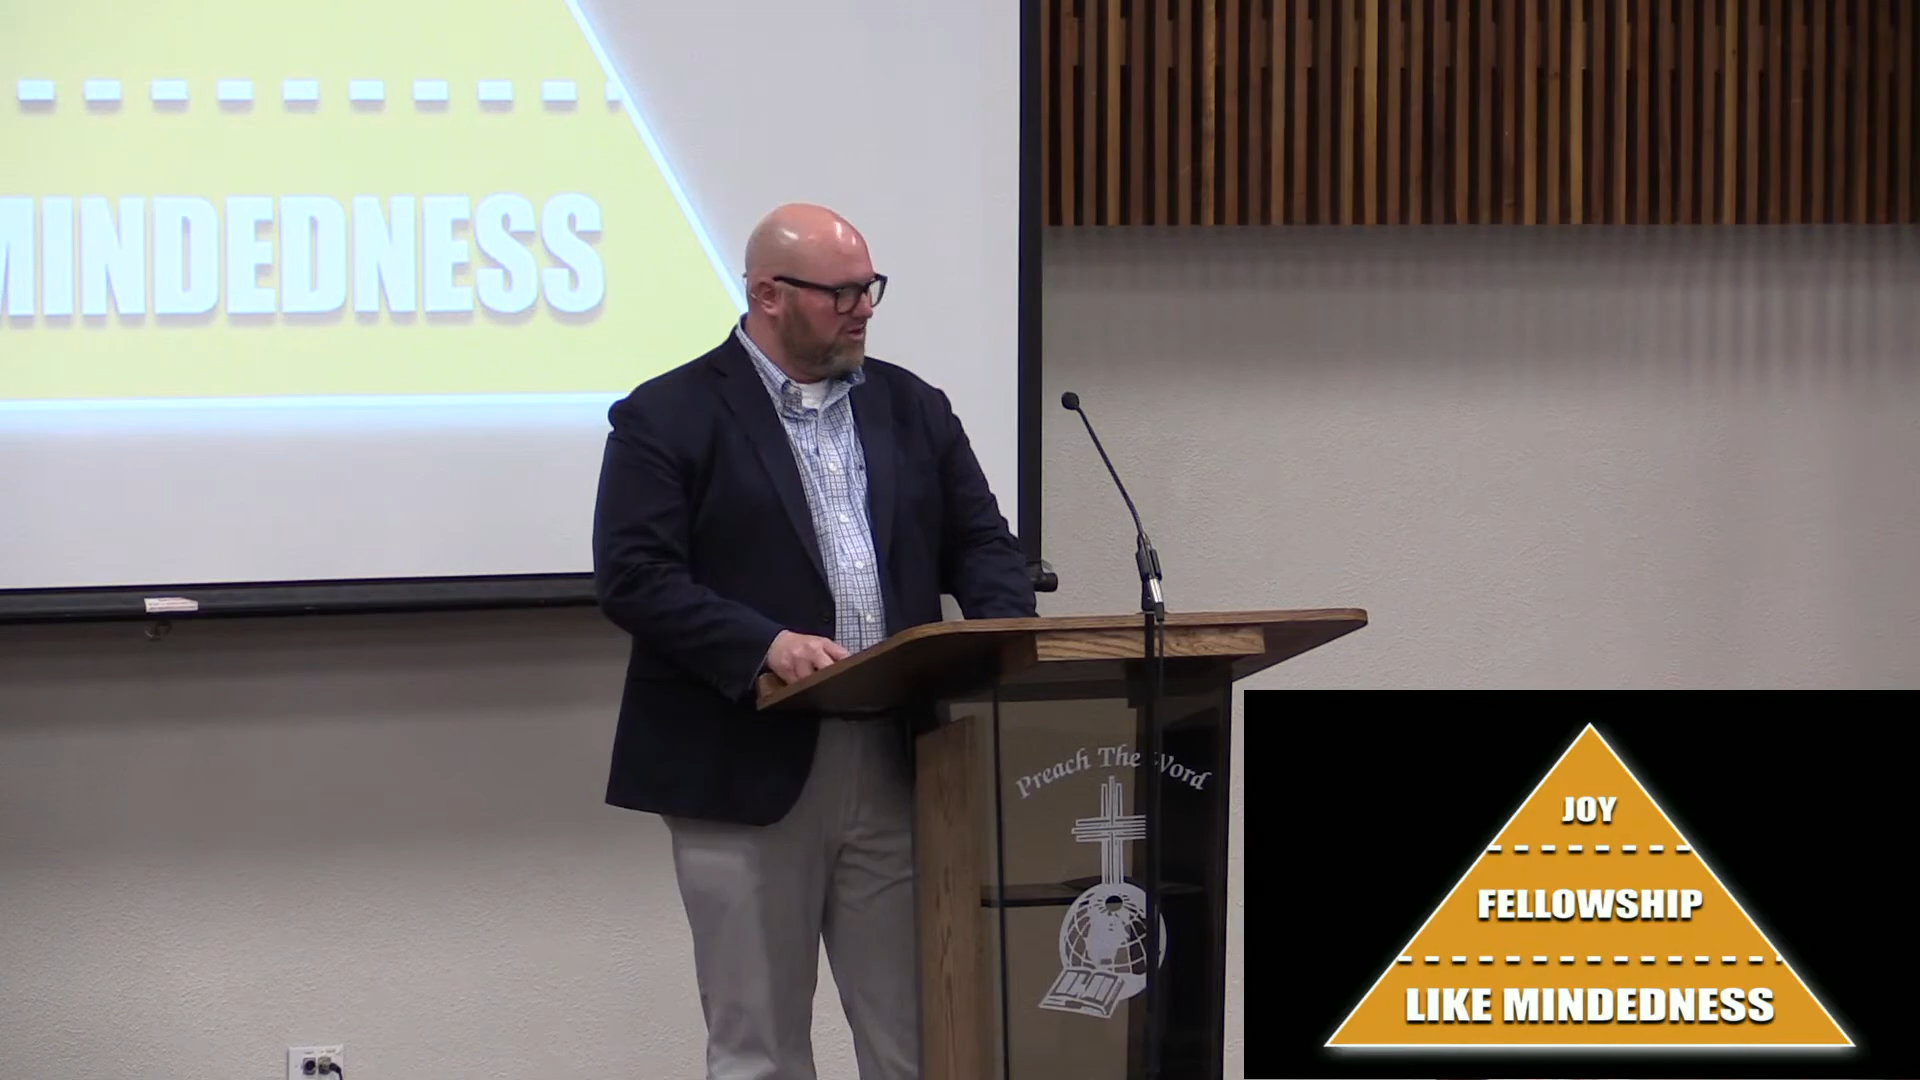 MINDEDNESS
Preach The Word
JOY
FELLOWSHIP
LIKE MINDEDNESS